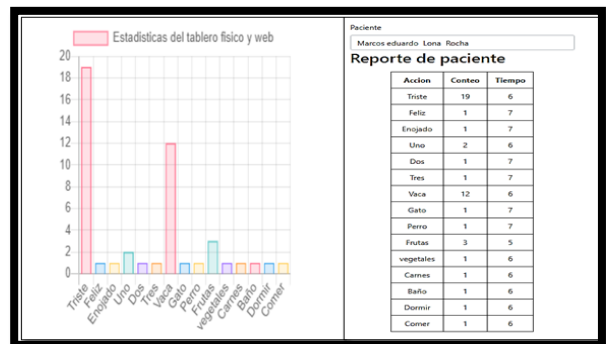 Estadisticas del tablero fisico y web
20
18
16
14
12
10
8
6
4
2
0
Triste
Feliz
Enojado
Uno
Dos
Tres
Vaca
Gato
Perro
Frutas
vegetales
Carnes
Baño
Dormir
Comer
Paciente
Marcos eduardo Lona Rocha
Reporte de paciente
Accion Conteo Tiempo
Triste 19 6
Feliz 1 7
Enojado 1 7
Uno 2 6
Dos 1 7
Tres 1 7
Vaca 12 6
Gato 1 7
Perro 1 7
Frutas 3 5
vegetales 1 6
Carnes 1 6
Baño 1 6
Dormir 1 6
Comer 1 6